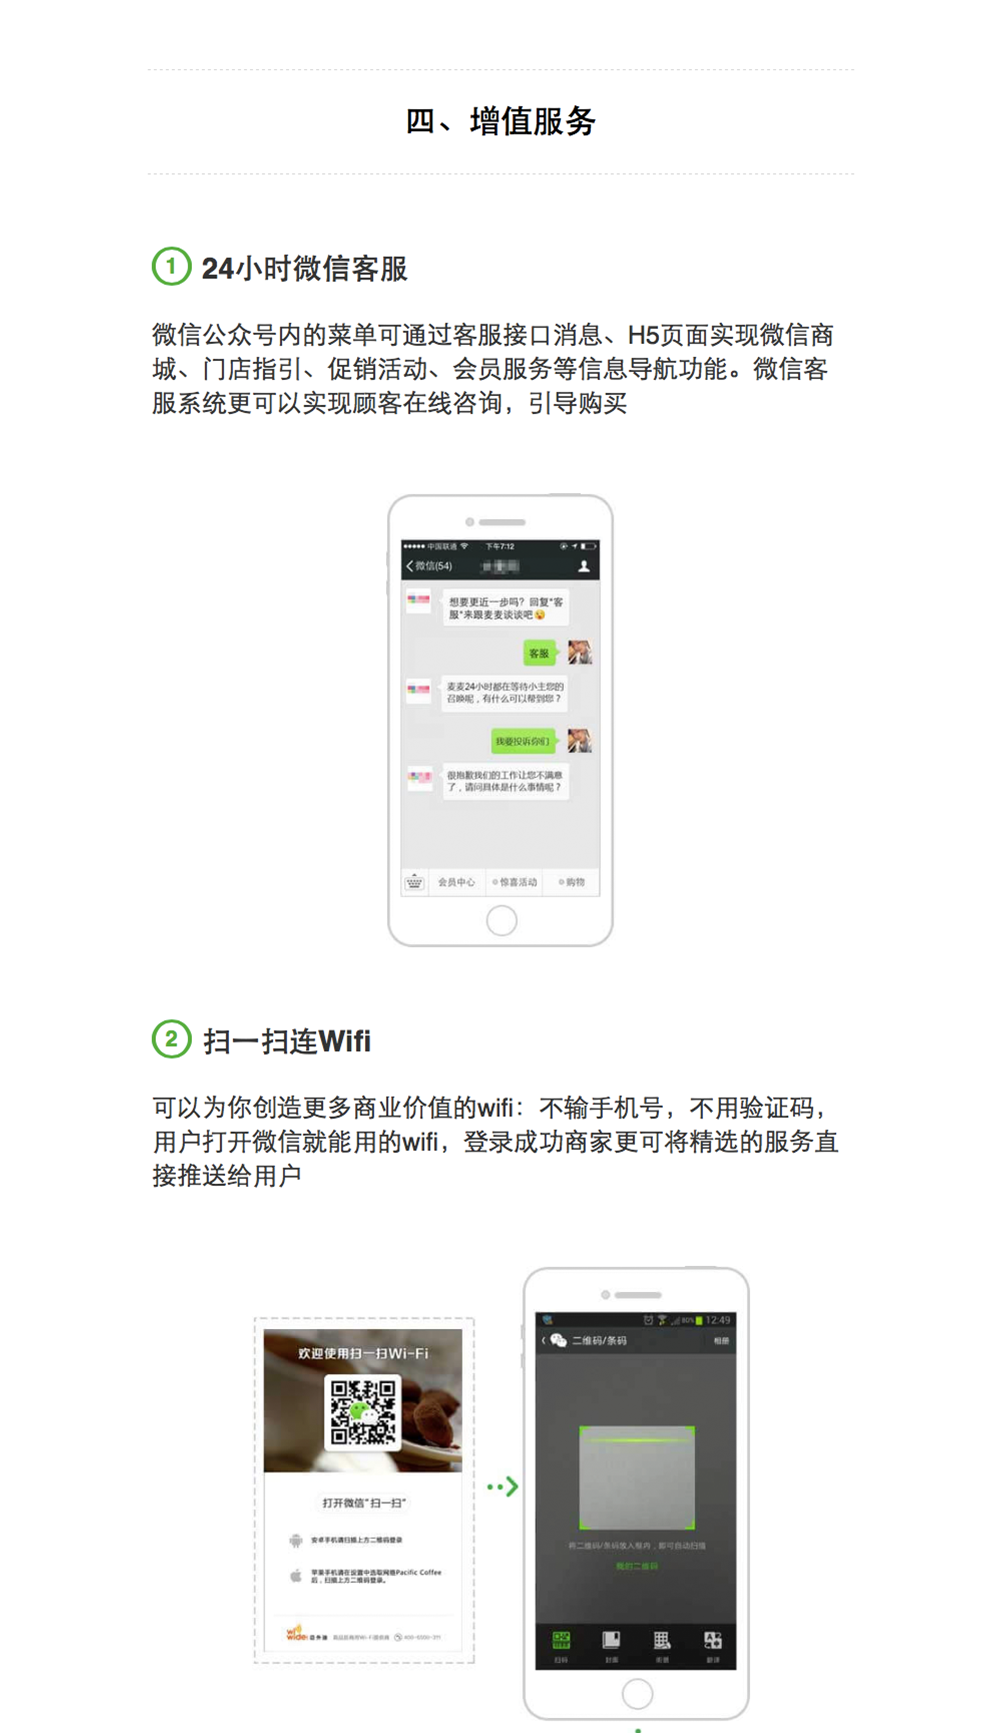 四、增值服务
1 24小时微信客服
微信公众号内的菜单可通过客服接口消息、H5页面实现微信商
城、门店指引、促销活动、会员服务等信息导航功能。微信客
服系统更可以实现顾客在线咨询，引导购买
中国联通 下午7:12
微信(54)
想要更近一步吗？回复"客
服"来跟麦麦谈谈吧
客服
麦麦24小时都在等待小主您的
召唤呢，有什么可以帮到您？
我要投诉你们
很抱歉我们的工作让您不满意
了，请问具体是什么事情呢？
会员中心 惊喜活动 购物
2 扫一扫连Wifi
可以为你创造更多商业价值的wifi：不输手机号，不用验证码，
用户打开微信就能用的wifi，登录成功商家更可将精选的服务直
接推送给用户
欢迎使用扫一扫Wi-Fi
打开微信"扫一扫"
安卓手机请扫描上方二维码登录
苹果手机请在设置中选取网络Pacific Coffee
后，扫描上方二维码登录。
80% 12:49
二维码/条码 相册
将二维码/条码放入框内，即可自动扫描
我的二维码
扫码 封面 街景 翻译